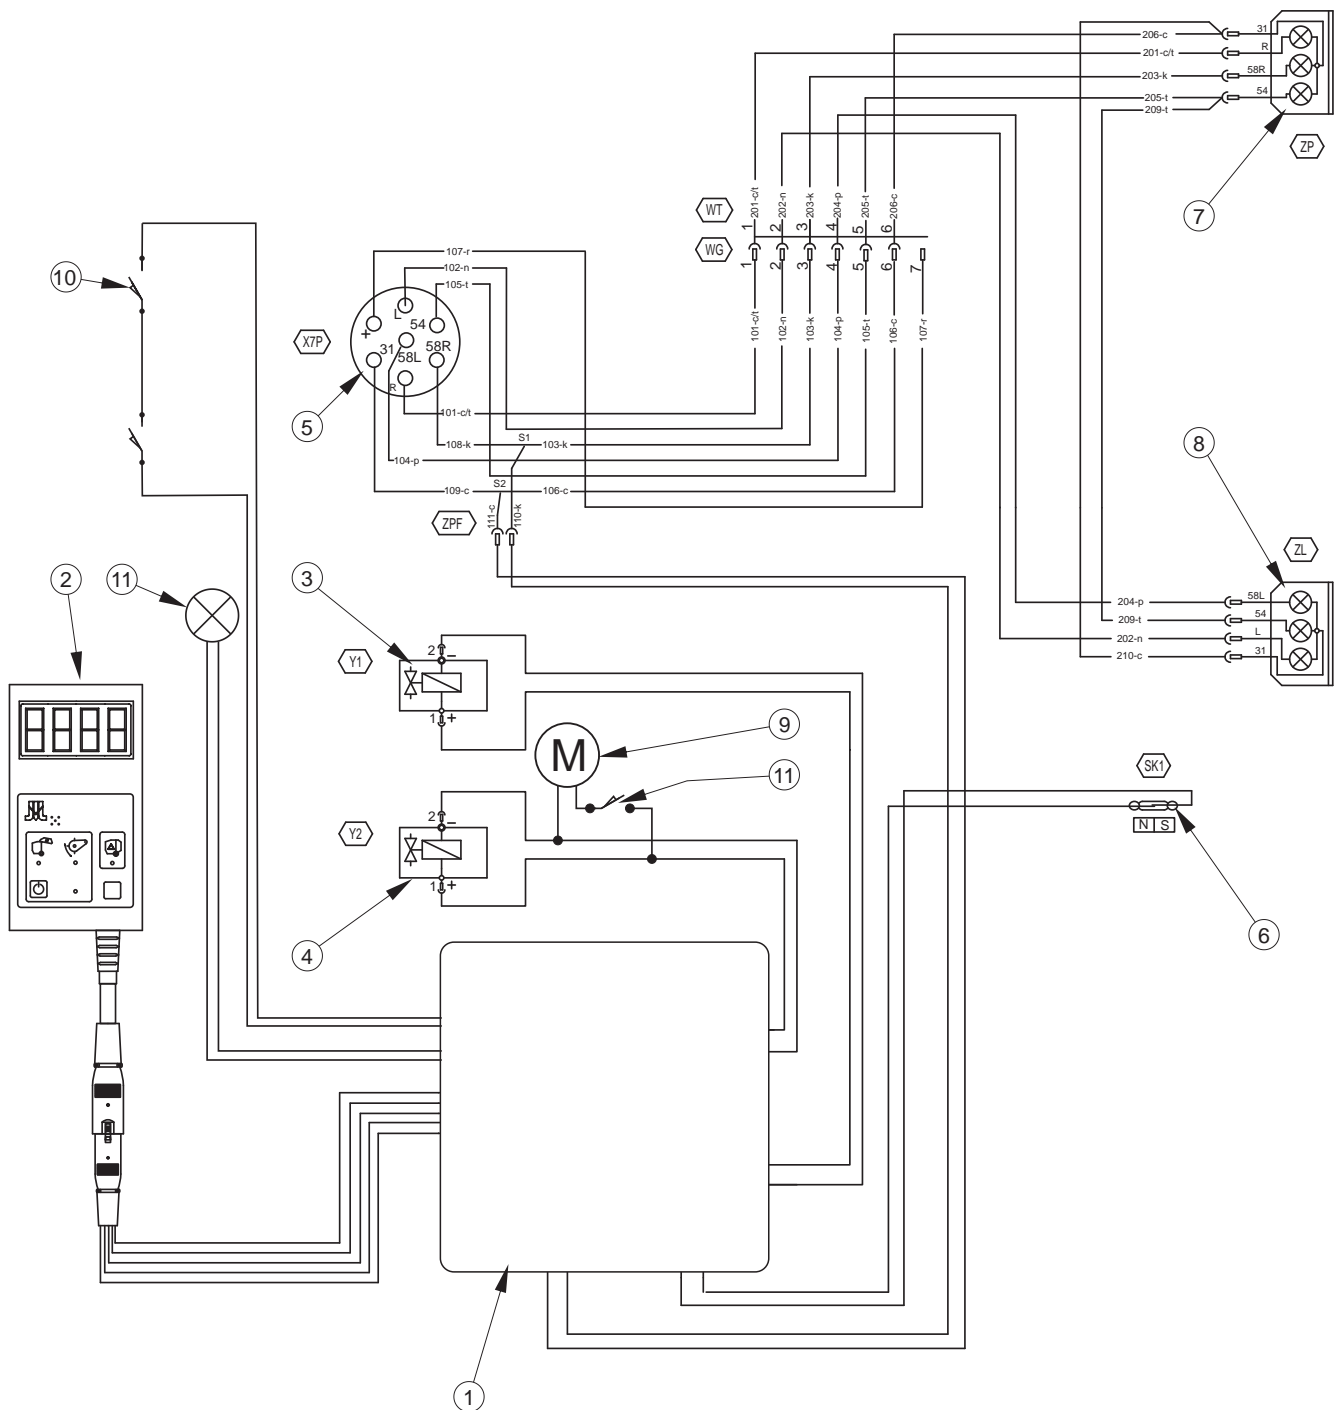 206-c
31
201-c/t
R
203-k
58R
205-t
54
209-t
ZP
7
WT
201-c/t
202-n
203-k
204-p
205-t
206-c
1
2
3
4
5
6
WG
1
2
3
4
5
6
7
101-c/t
102-n
103-k
104-p
105-t
106-c
107-r
10
107-r
102-n
105-t
X7P
L
54
+
31
58L
58R
R
5
101-c/t
S1
108-k
103-k
104-p
S2
109-c
106-c
ZPF
111-c
110-k
8
ZL
204-p
58L
209-t
54
202-n
L
210-c
31
2
11
3
Y1
2
−
1
+
9
M
11
SK1
N S
6
Y2
2
−
1
+
4
8888
1